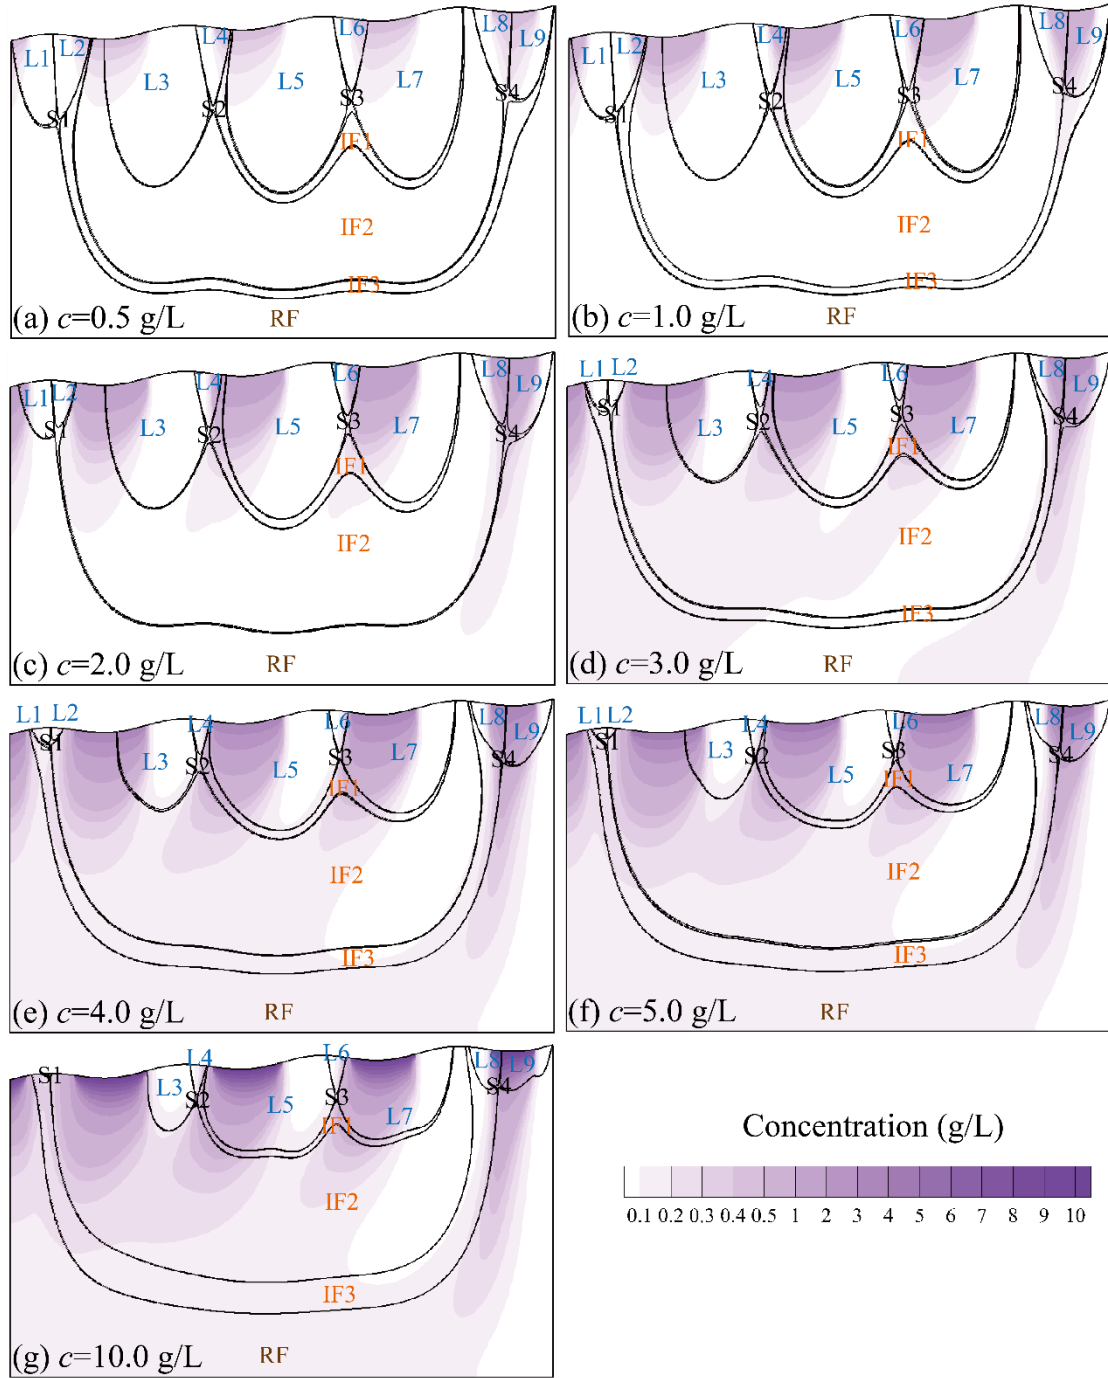 L1 L2 L3 L4 L5 L6 L7 L8 L9
S1 S2 S3 S4
IF1
IF2
IF3
(a) c=0.5 g/L RF
L1 L2 L3 L4 L5 L6 L7 L8 L9
S1 S2 S3 S4
IF1
IF2
IF3
(b) c=1.0 g/L RF
L1 L2 L3 L4 L5 L6 L7 L8 L9
S S2 S3 S4
IF1
IF2
(c) c=2.0 g/L RF
L1 L2 L3 L4 L5 L6 L7 L8 L9
S1 S2 S3 S4
IF1
IF2
IF3
(d) c=3.0 g/L RF
L1 L2 L3 L4 L5 L6 L7 L8 L9
S1 S2 S3 S4
IF1
IF2
IF3
(e) c=4.0 g/L RF
L1 L2 L3 L4 L5 L6 L7 L8 L9
S1 S2 S3 S4
IF1
IF2
IF3
(f) c=5.0 g/L RF
L3 L4 L5 L6 L7 L8 L9
S1 S2 S3 S4
IF1
IF2
IF3
(g) c=10.0 g/L RF
Concentration (g/L)
0.1 0.2 0.3 0.4 0.5 1 2 3 4 5 6 7 8 9 10